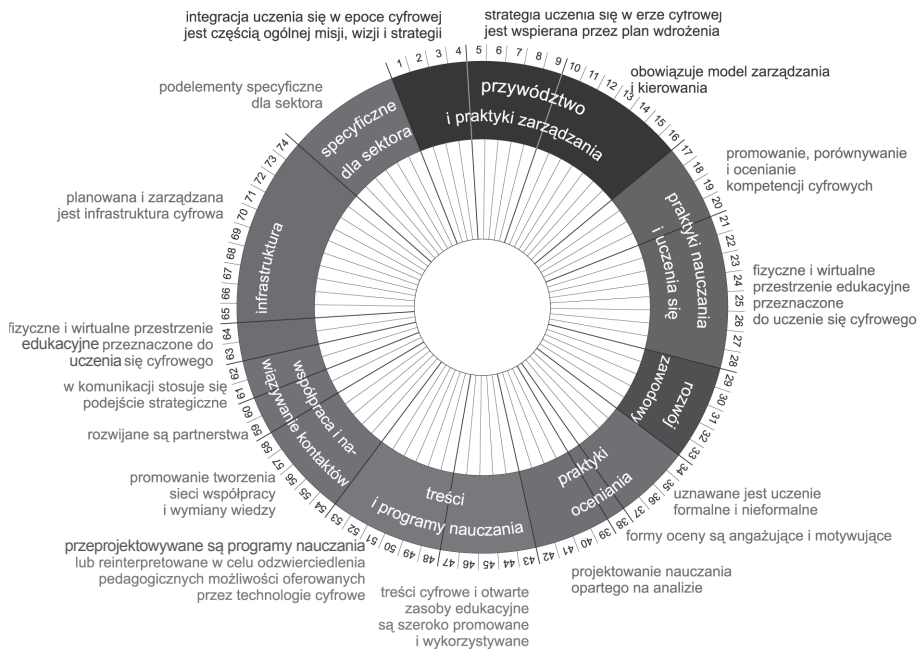 integracja uczenia się w epoce cyfrowej
jest częścią ogólnej misji, wizji i strategii
strategia uczenia się w erze cyfrowej
jest wspierana przez plan wdrożenia
obowiązuje model zarządzania
i kierowania
promowanie, porównywanie
i ocenianie
kompetencji cyfrowych
fizyczne i wirtualne
przestrzenie edukacyjne
przeznaczone
do uczenie się cyfrowego
uznawane jest uczenie
formalne i nieformalne
formy oceny są angażujące i motywujące
projektowanie nauczania
opartego na analizie
treści cyfrowe i otwarte
zasoby edukacyjne
są szeroko promowane
i wykorzystywane
przeprojektowywane są programy nauczania
lub reinterpretowane w celu odzwierciedlenia
pedagogicznych możliwości oferowanych
przez technologie cyfrowe
promowanie tworzenia
sieci współpracy
i wymiany wiedzy
rozwijane są partnerstwa
w komunikacji stosuje się
podejście strategiczne
fizyczne i wirtualne przestrzenie
edukacyjne przeznaczone do
uczenia się cyfrowego
planowana i zarządzana
jest infrastruktura cyfrowa
podelementy specyficzne
dla sektora
przywództwo
i praktyki zarządzania
praktyki nauczania
i uczenia się
rozwój
zawodowy
praktyki
oceniania
treści
i programy nauczania
współpraca i na-
wiązywanie kontaktów
infrastruktura
specyficzne
dla sektora
1
2
3
4
5
6
7
8
9
10
11
12
13
14
15
16
17
18
19
20
21
22
23
24
25
26
27
28
29
30
31
32
33
34
35
36
37
38
39
40
41
42
43
44
45
46
47
48
49
50
51
52
53
54
55
56
57
58
59
60
61
62
63
64
65
66
67
68
69
70
71
72
73
74